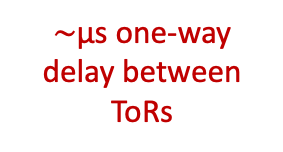 ~μs one-way
delay between
ToRs